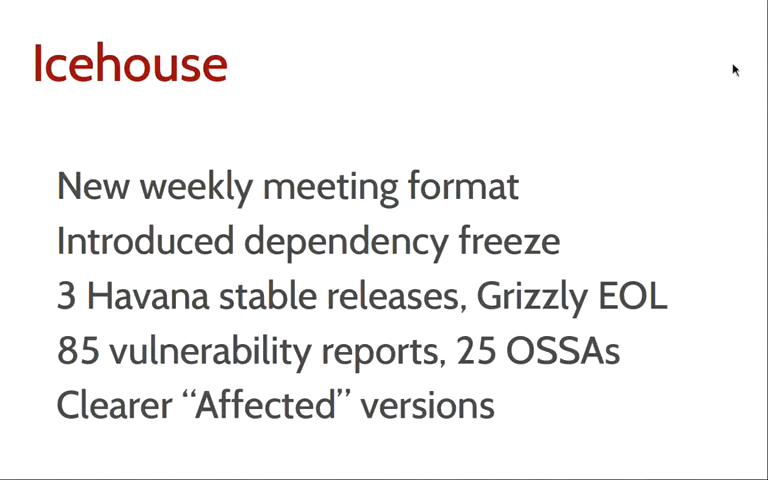 Icehouse
New weekly meeting format
Introduced dependency freeze
3 Havana stable releases, Grizzly EOL
85 vulnerability reports, 25 OSSAs
Clearer “Affected” versions